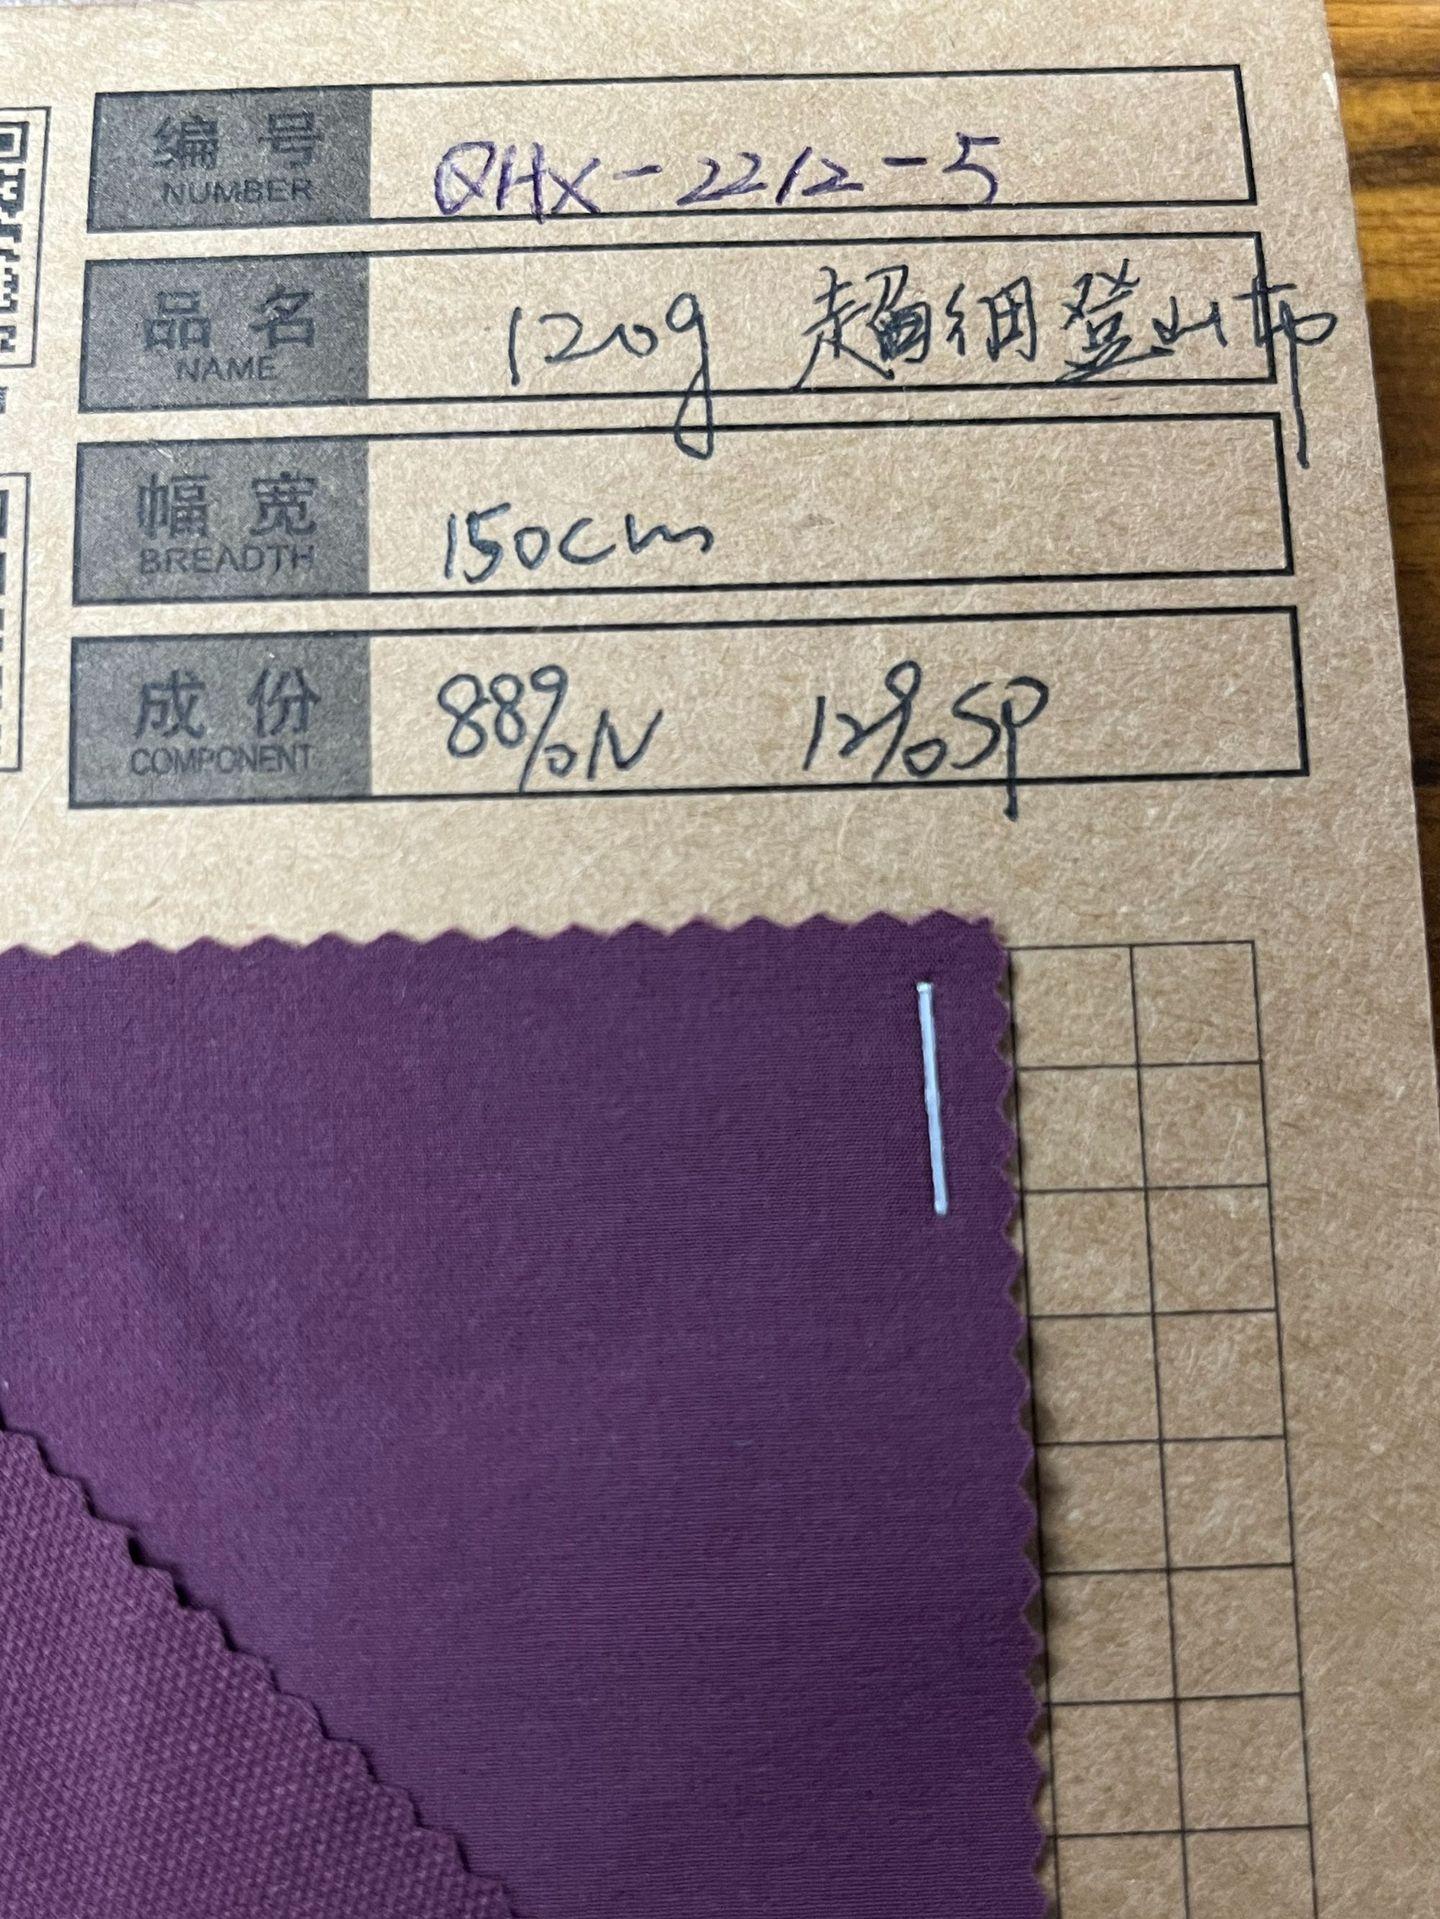 编号
NUMBER
QHX-2212-5
品名
NAME
120g 超细登山布
幅宽
BREADTH
150cm
成份
COMPONENT
88%N 12%SP